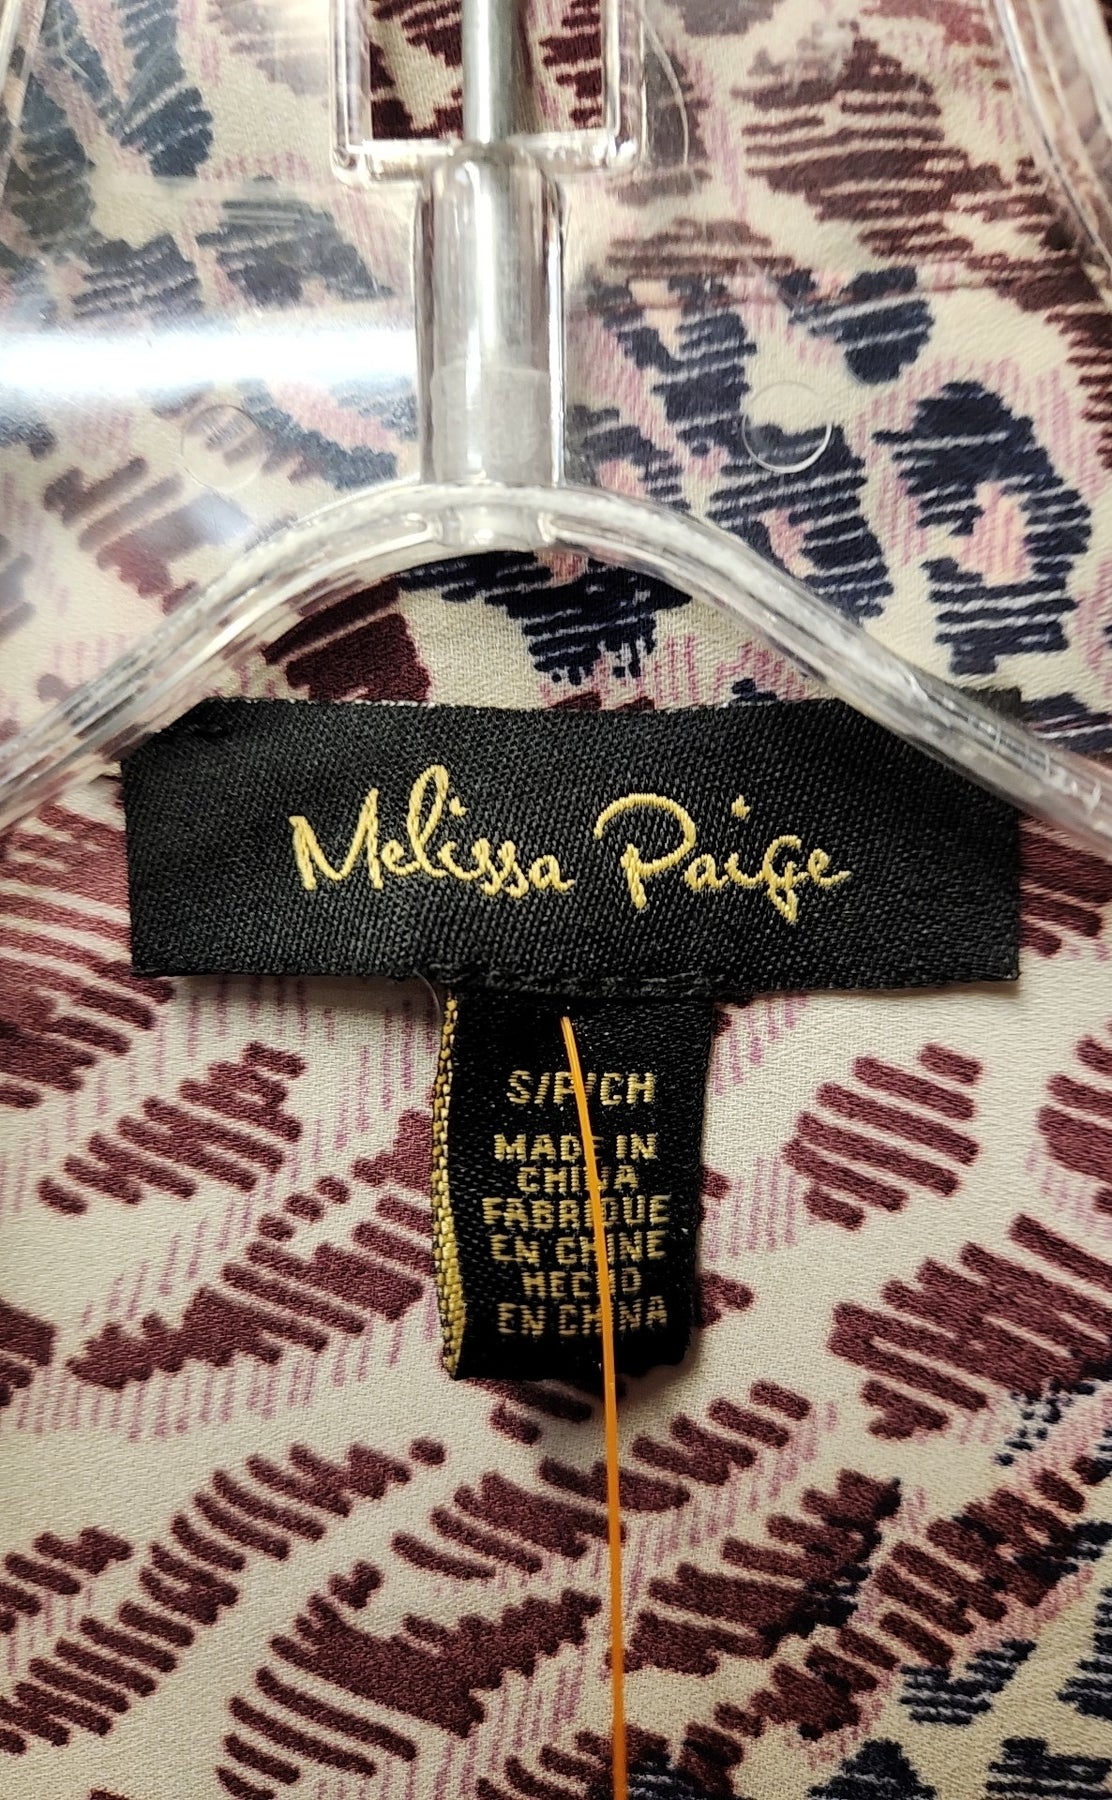 Melissa Paige
S/P/CH
MADE IN
CHINA
FABRIQUE
EN CHINE
HECHO
EN CHINA